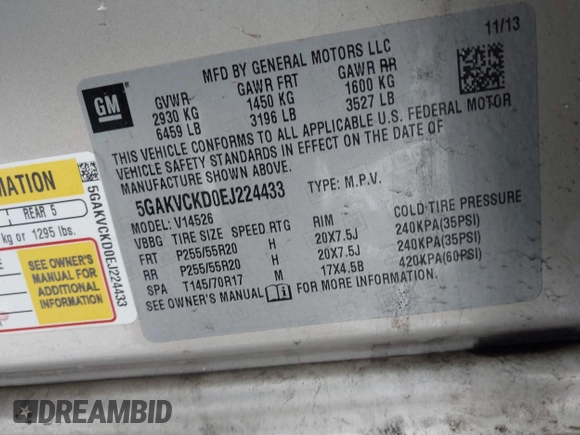 11/13
MFD BY GENERAL MOTORS LLC
GM
GVWR GAWR FRT GAWR RR
2930 KG 1450 KG 1600 KG
6459 LB 3196 LB 3527 LB
THIS VEHICLE CONFORMS TO ALL APPLICABLE U.S. FEDERAL MOTOR
VEHICLE SAFETY STANDARDS IN EFFECT ON THE DATE OF
MANUFACTURE SHOWN ABOVE.
5GAKVCKD0EJ224433 TYPE: M.P.V.
MODEL: V14526
VBBG TIRE SIZE SPEED RTG RIM COLD TIRE PRESSURE
FRT P255/55R20 H 20X7.5J 240KPA(35PSI)
RR P255/55R20 H 20X7.5J 240KPA(35PSI)
SPA T145/70R17 M 17X4.5B 420KPA(60PSI)
SEE OWNER'S MANUAL FOR MORE INFORMATION.
REAR 5
kg or 1295 lbs.
SEE OWNER'S
MANUAL FOR
ADDITIONAL
INFORMATION
5GAKVCKD0EJ224433
DREAMBID